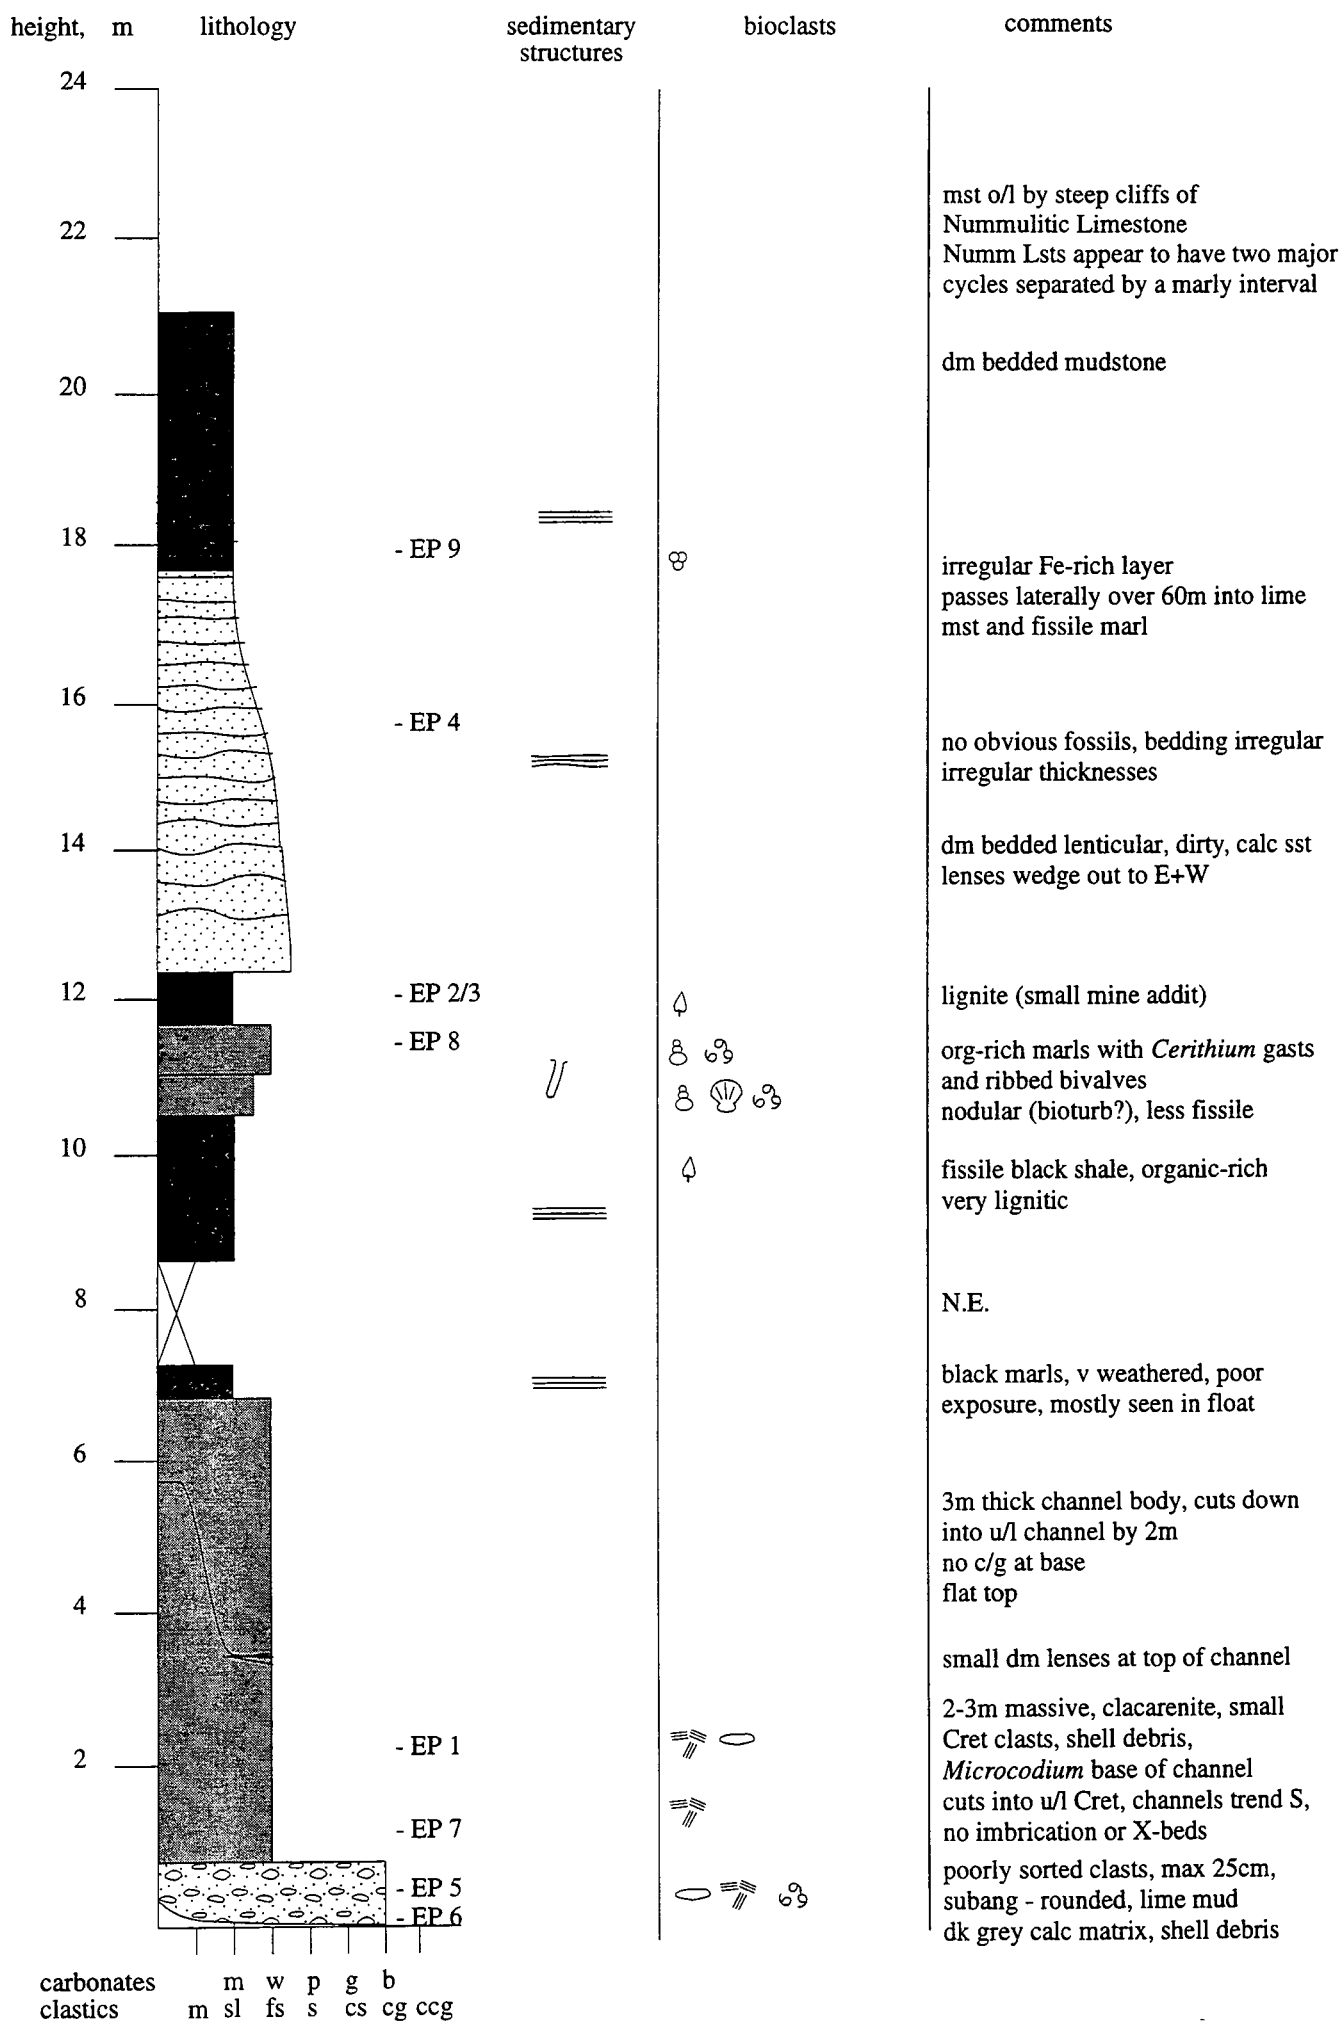 height, m lithology sedimentary structures bioclasts comments
24
mst o/l by steep cliffs of
22 Nummulitic Limestone
Numm Lsts appear to have two major
cycles separated by a marly interval
dm bedded mudstone
20
18
- EP 9
irregular Fe-rich layer
passes laterally over 60m into lime
mst and fissile marl
16
- EP 4
no obvious fossils, bedding irregular
irregular thicknesses
14
dm bedded lenticular, dirty, calc sst
lenses wedge out to E+W
12 - EP 2/3 lignite (small mine addit)
- EP 8 org-rich marls with Cerithium gasts
and ribbed bivalves
nodular (bioturb?), less fissile
10
fissile black shale, organic-rich
very lignitic
8 N.E.
black marls, v weathered, poor
exposure, mostly seen in float
6
3m thick channel body, cuts down
into u/l channel by 2m
no c/g at base
flat top
4
small dm lenses at top of channel
2-3m massive, clacarenite, small
- EP 1 Cret clasts, shell debris,
2 Microcodium base of channel
cuts into u/l Cret, channels trend S,
- EP 7 no imbrication or X-beds
poorly sorted clasts, max 25cm,
- EP 5 subang - rounded, lime mud
- EP 6 dk grey calc matrix, shell debris
carbonates m w p g b
clastics m sl fs s cs cg ccg